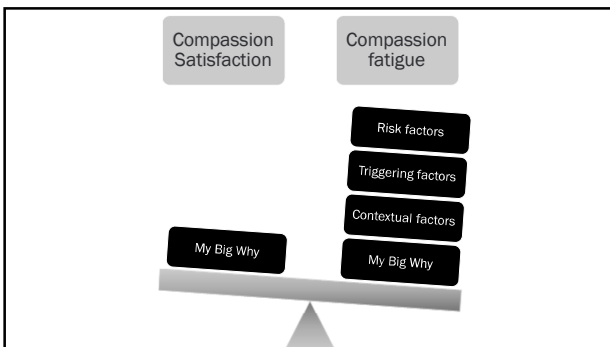 Compassion
Satisfaction
Compassion
fatigue
Risk factors
Triggering factors
Contextual factors
My Big Why
My Big Why